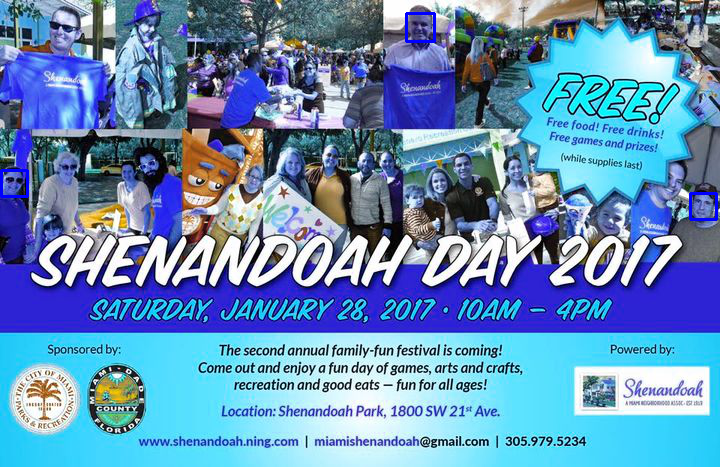 Shenandoah
Shenandoah
FREE!
Free food! Free drinks!
Free games and prizes!
(while supplies last)
Shenandoah
SHENANDOAH DAY 2017
SATURDAY, JANUARY 28, 2017 • 10AM – 4PM
Sponsored by:
The second annual family-fun festival is coming!
Come out and enjoy a fun day of games, arts and crafts,
recreation and good eats — fun for all ages!
Powered by:
THE CITY OF MIAMI
PARKS & RECREATION
MIAMI-DADE
COUNTY
FLORIDA
Shenandoah
A MIAMI NEIGHBORHOOD ASSOC • EST 1919
Location: Shenandoah Park, 1800 SW 21st Ave.
www.shenandoah.ning.com | miamishenandoah@gmail.com | 305.979.5234